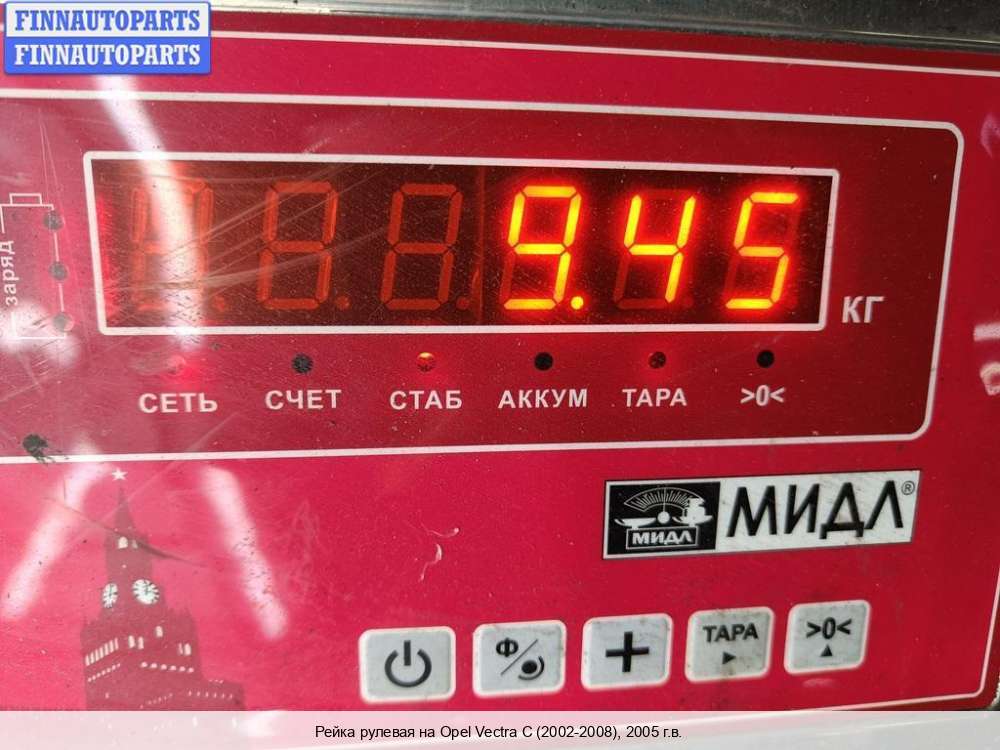 FINNAUTOPARTS
FINNAUTOPARTS
заряд
9.45
КГ
СЕТЬ СЧЕТ СТАБ АККУМ ТАРА >0<
МИДЛ МИДЛ®
Ф + ТАРА >0<
Рейка рулевая на Opel Vectra C (2002-2008), 2005 г.в.